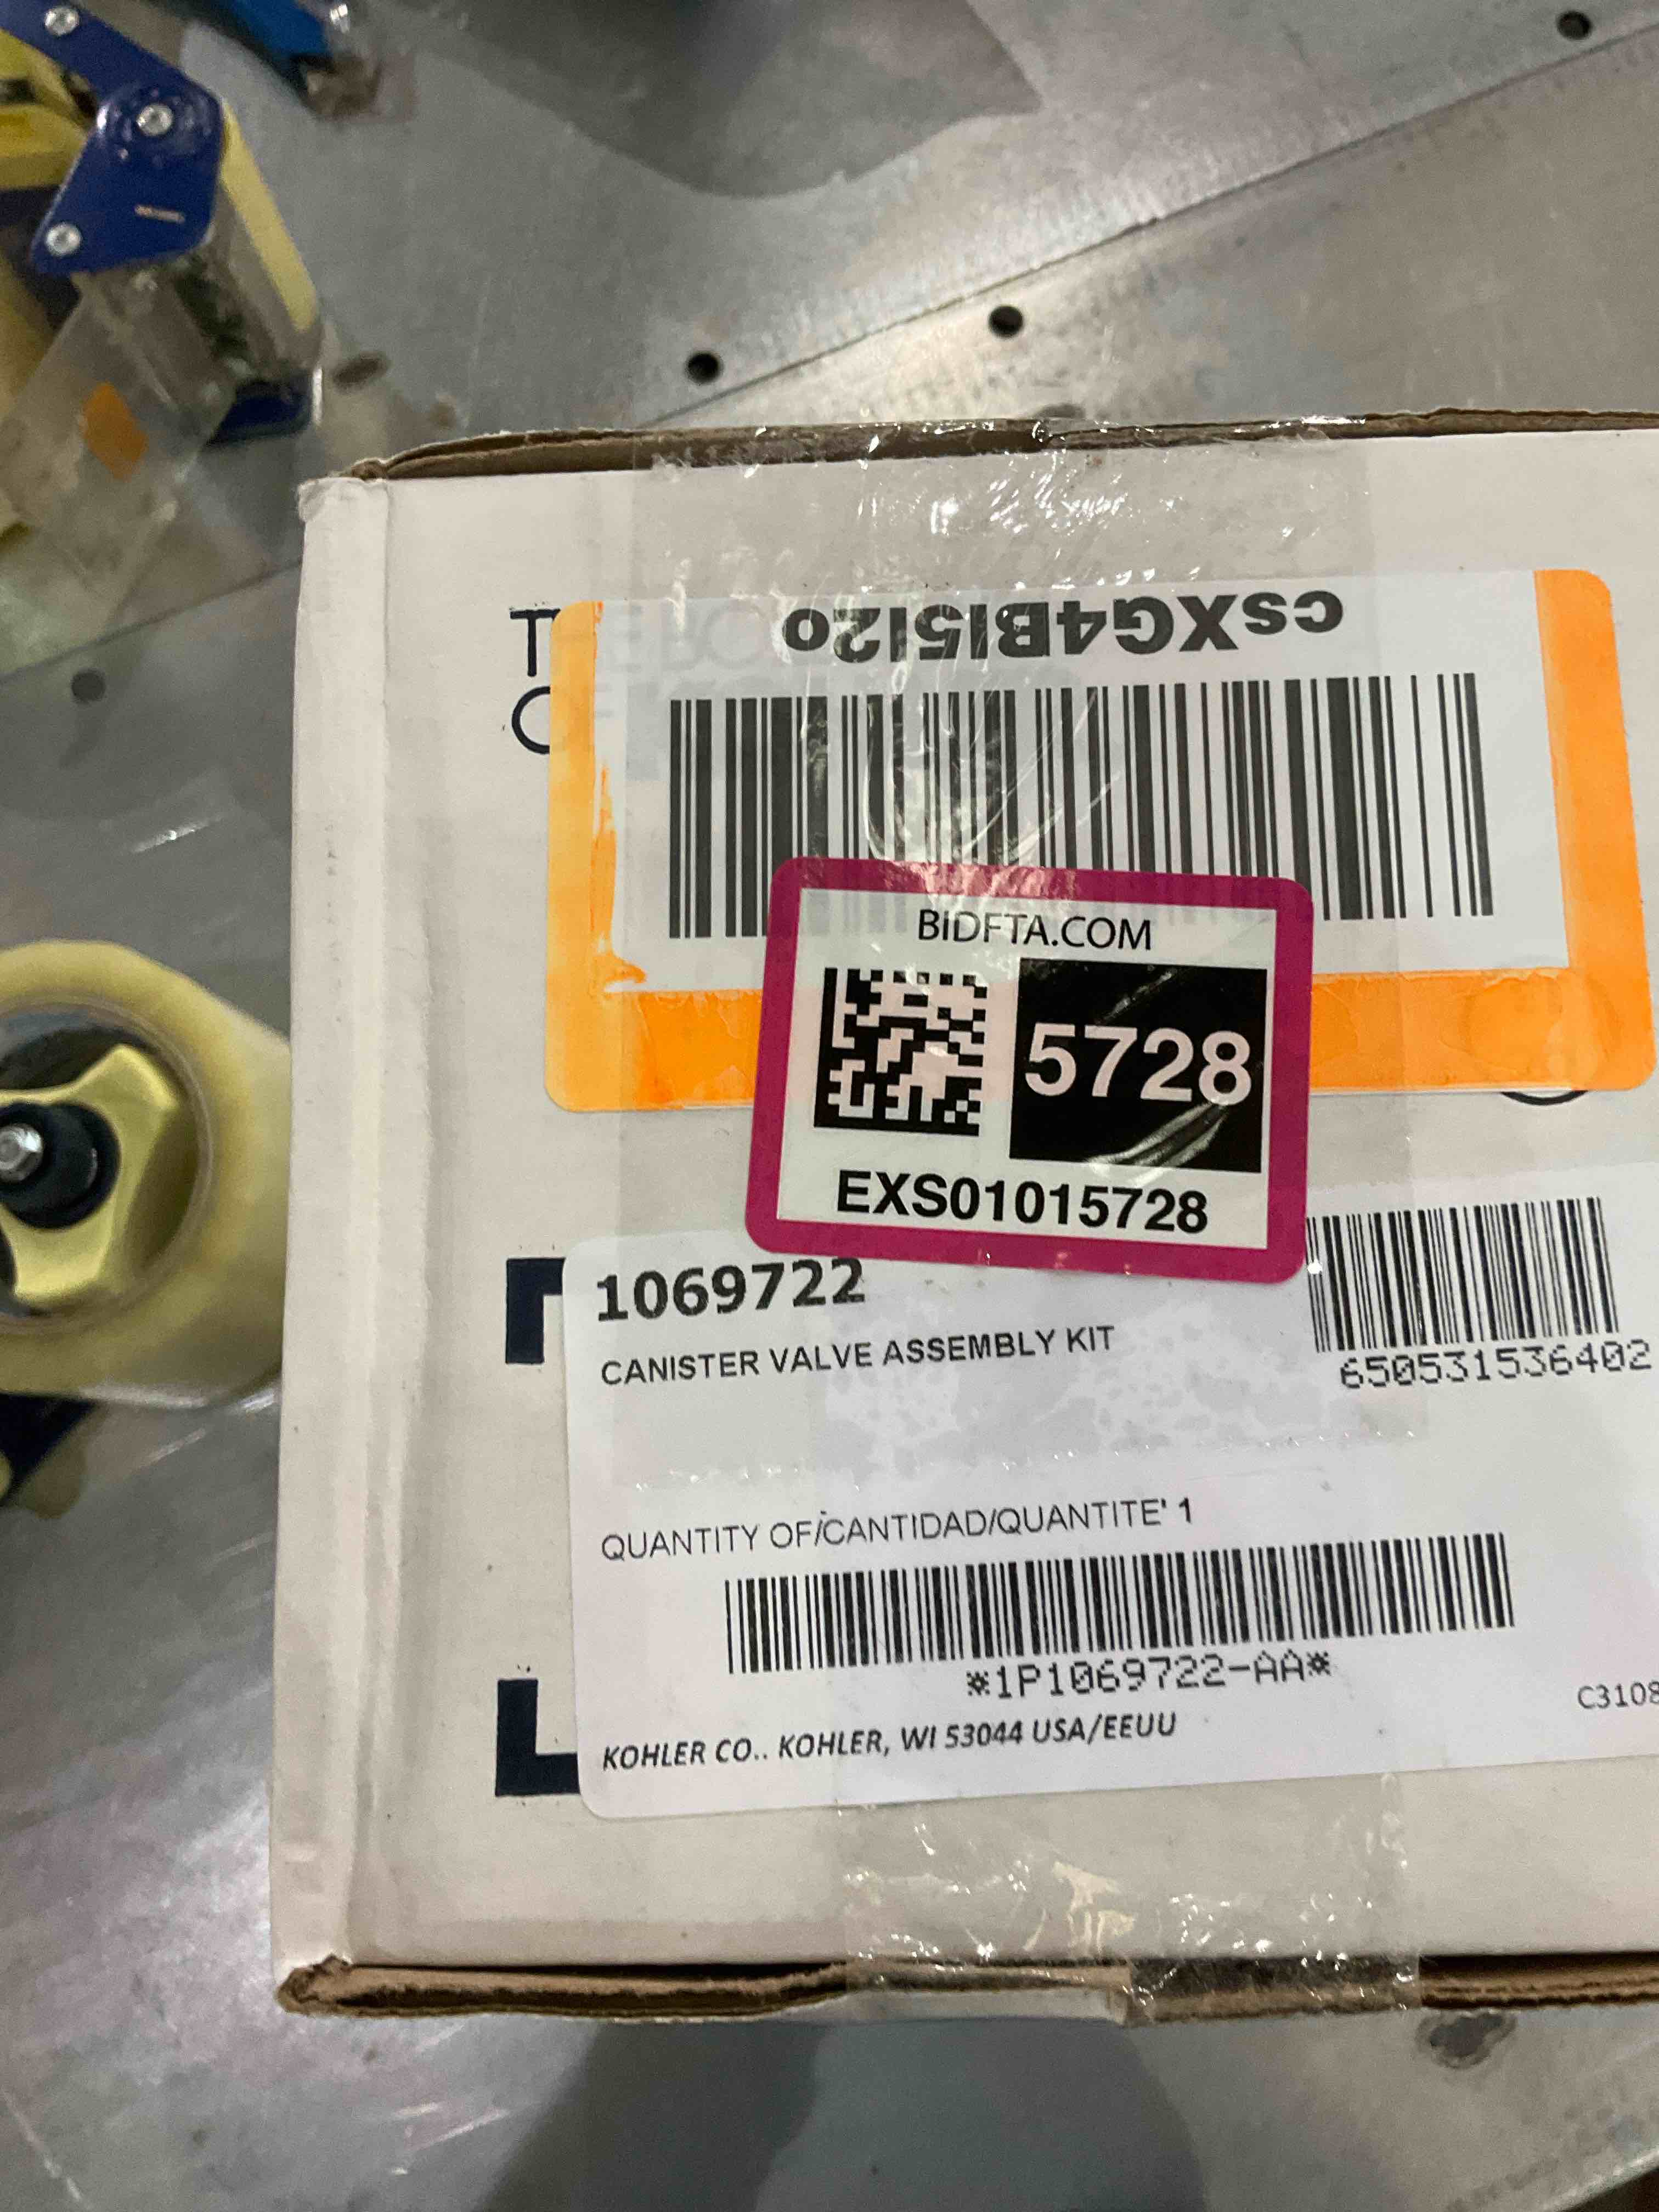 csXG4BI5I2o
BIDFTA.COM
5728
EXS01015728
1069722
CANISTER VALVE ASSEMBLY KIT
650531536402
QUANTITY OF/CANTIDAD/QUANTITE' 1
*1P1069722-AA*
C3108
KOHLER CO.. KOHLER, WI 53044 USA/EEUU